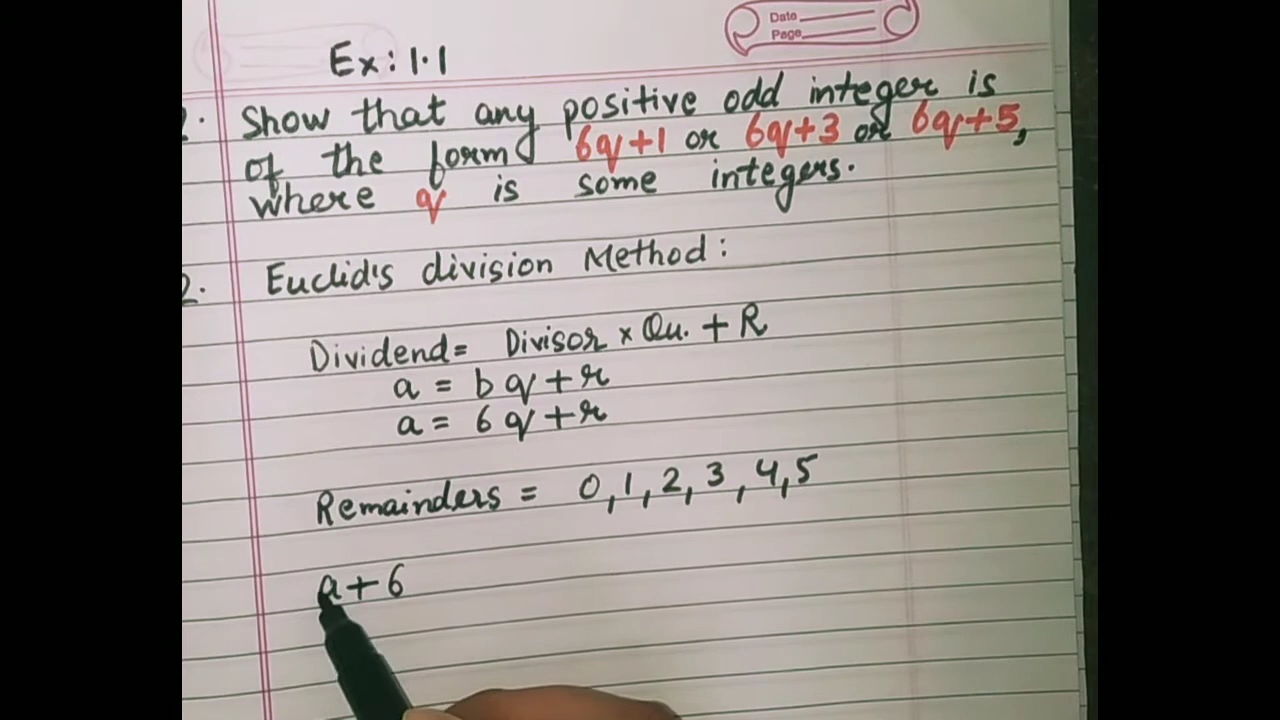 Date
Page
Ex: 1.1
2. Show that any positive odd integer is
of the form 6q+1 or 6q+3 or 6q+5,
where q is some integers.
2. Euclid's division Method:
Dividend= Divisor × Qu. + R
a = bq+r
a = 6q+r
Remainders = 0,1,2,3,4,5
a+6